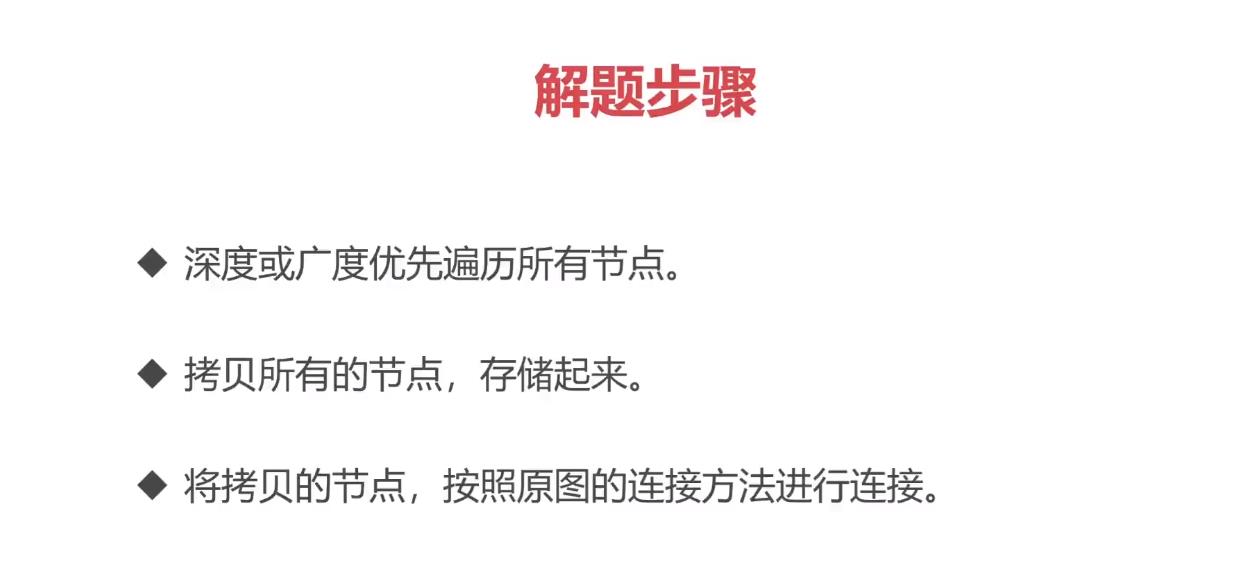 解题步骤
◆ 深度或广度优先遍历所有节点。
◆ 拷贝所有的节点，存储起来。
◆ 将拷贝的节点，按照原图的连接方法进行连接。